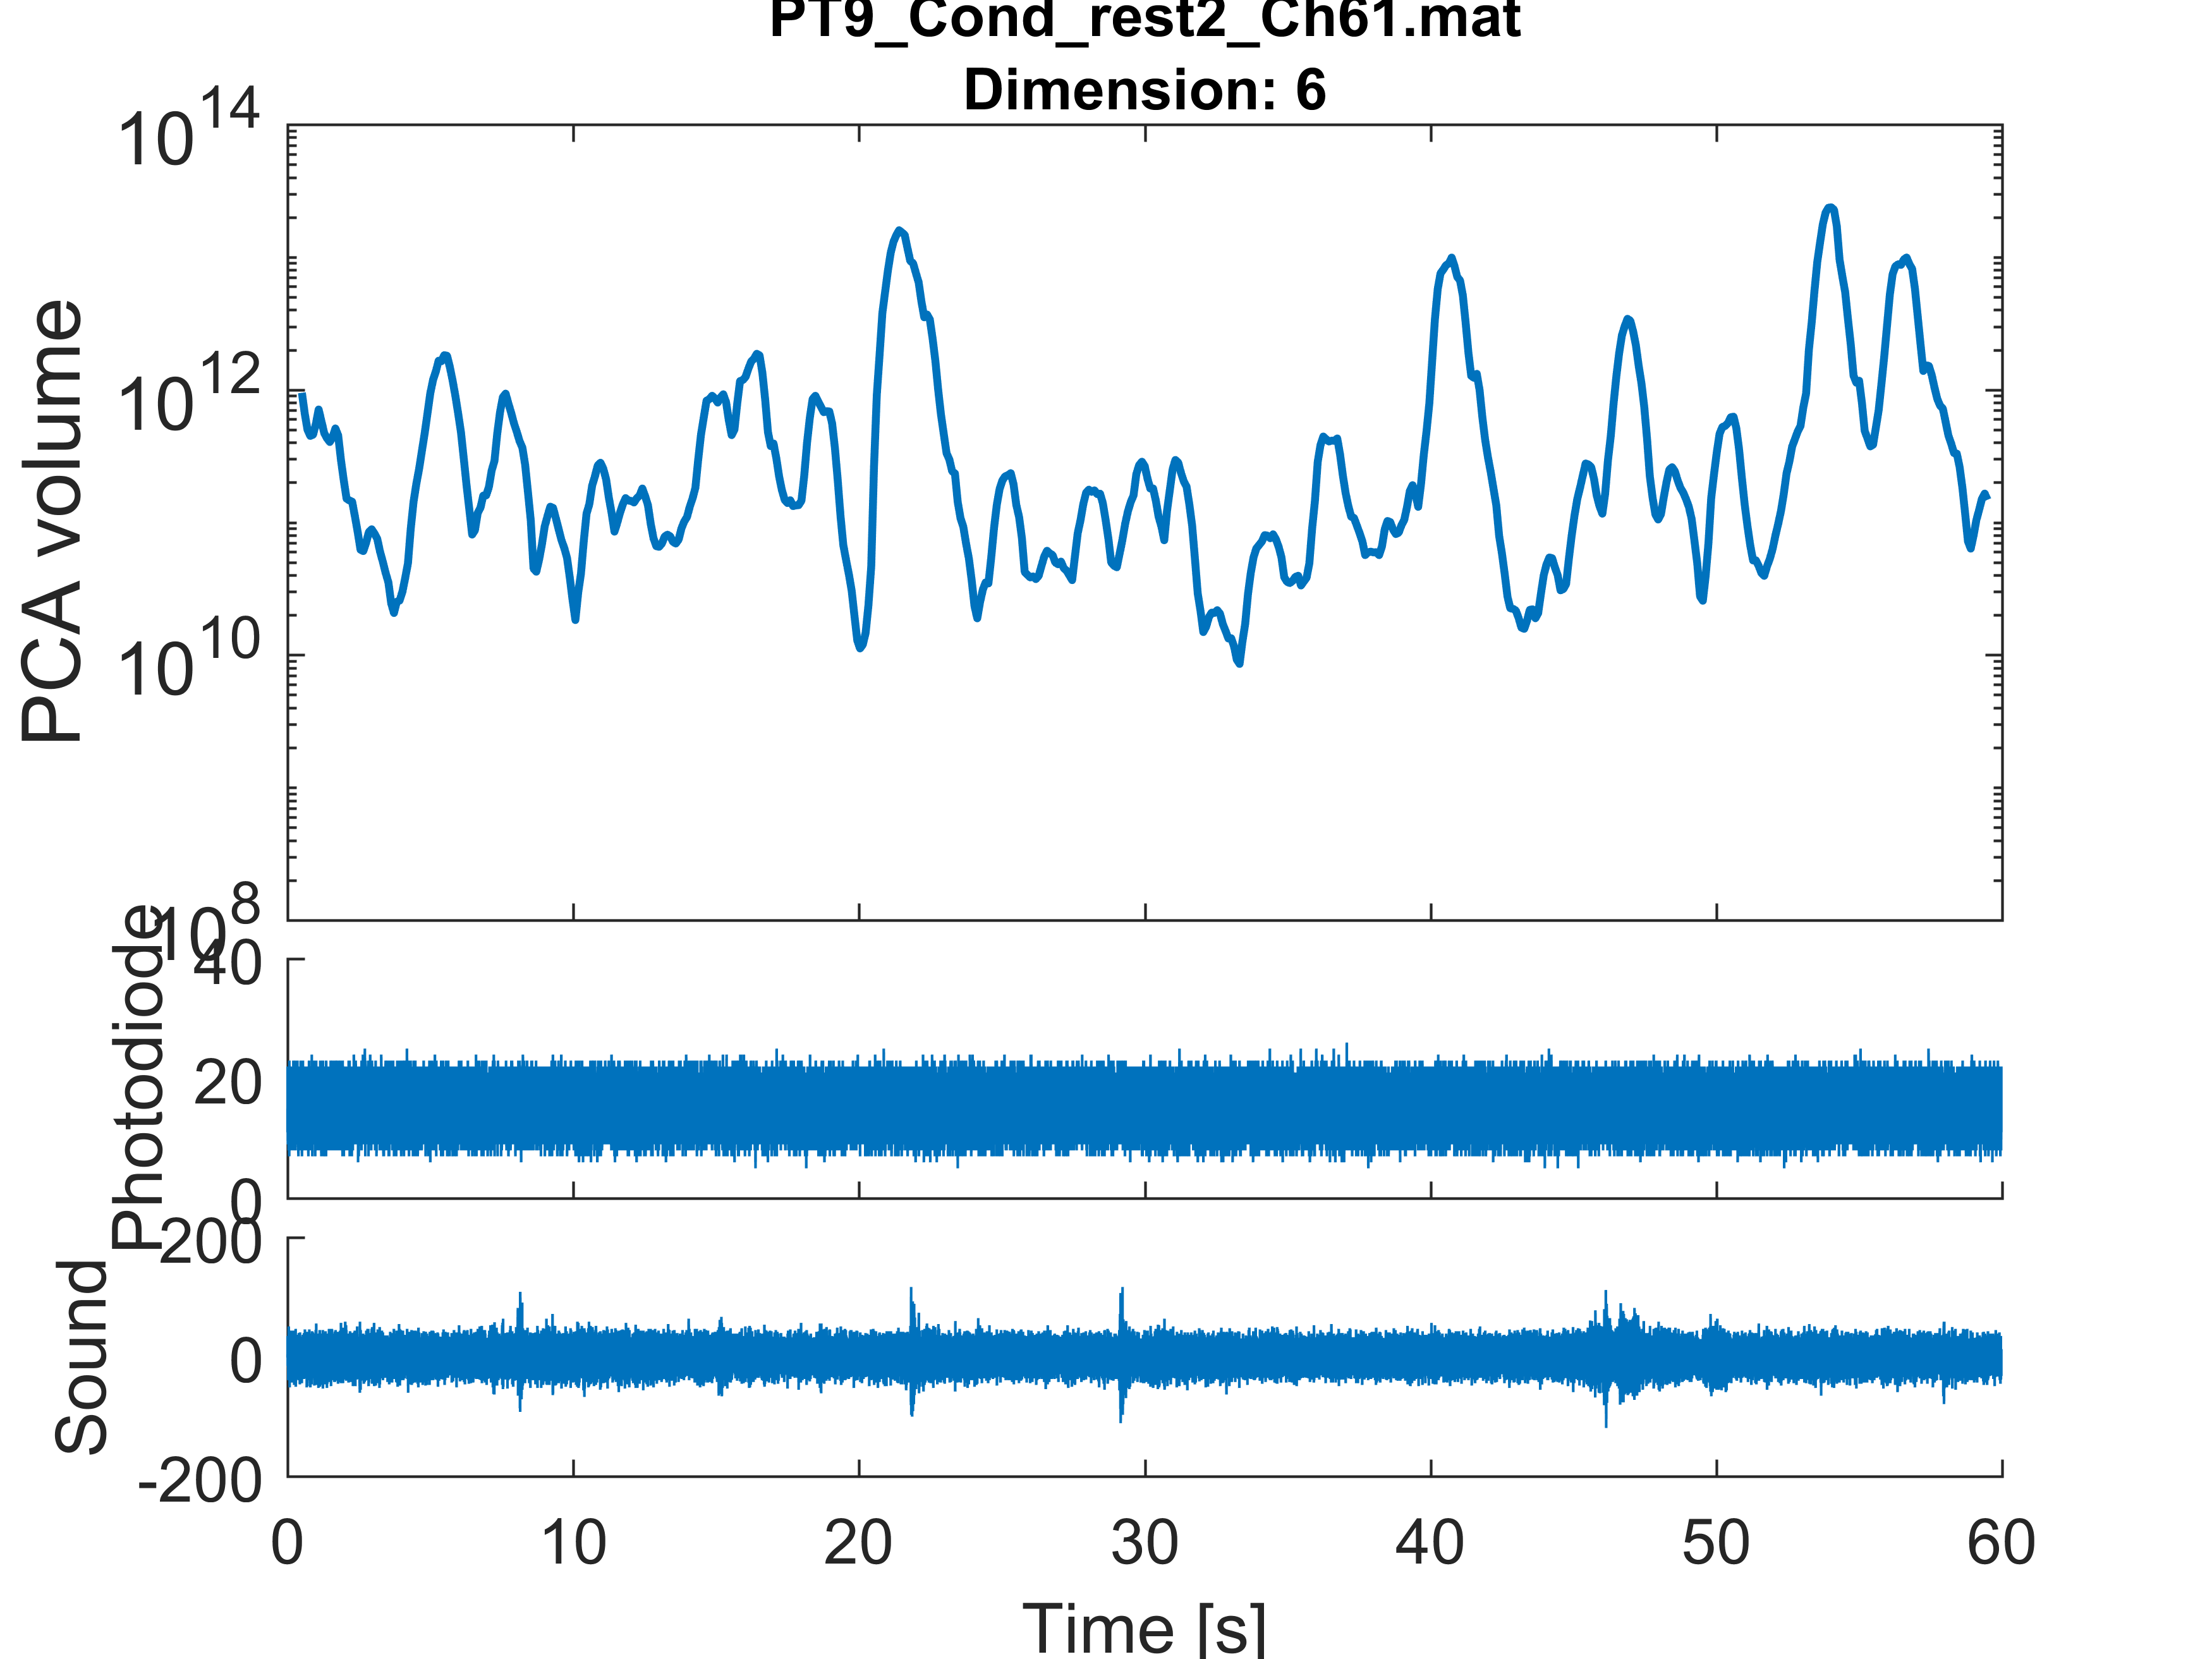 PT9_Cond_rest2_Ch61.mat
Dimension: 6
PCA volume
10^14
10^12
10^10
10^8
Photodiode
40
20
0
Sound
200
0
-200
0 10 20 30 40 50 60
Time [s]